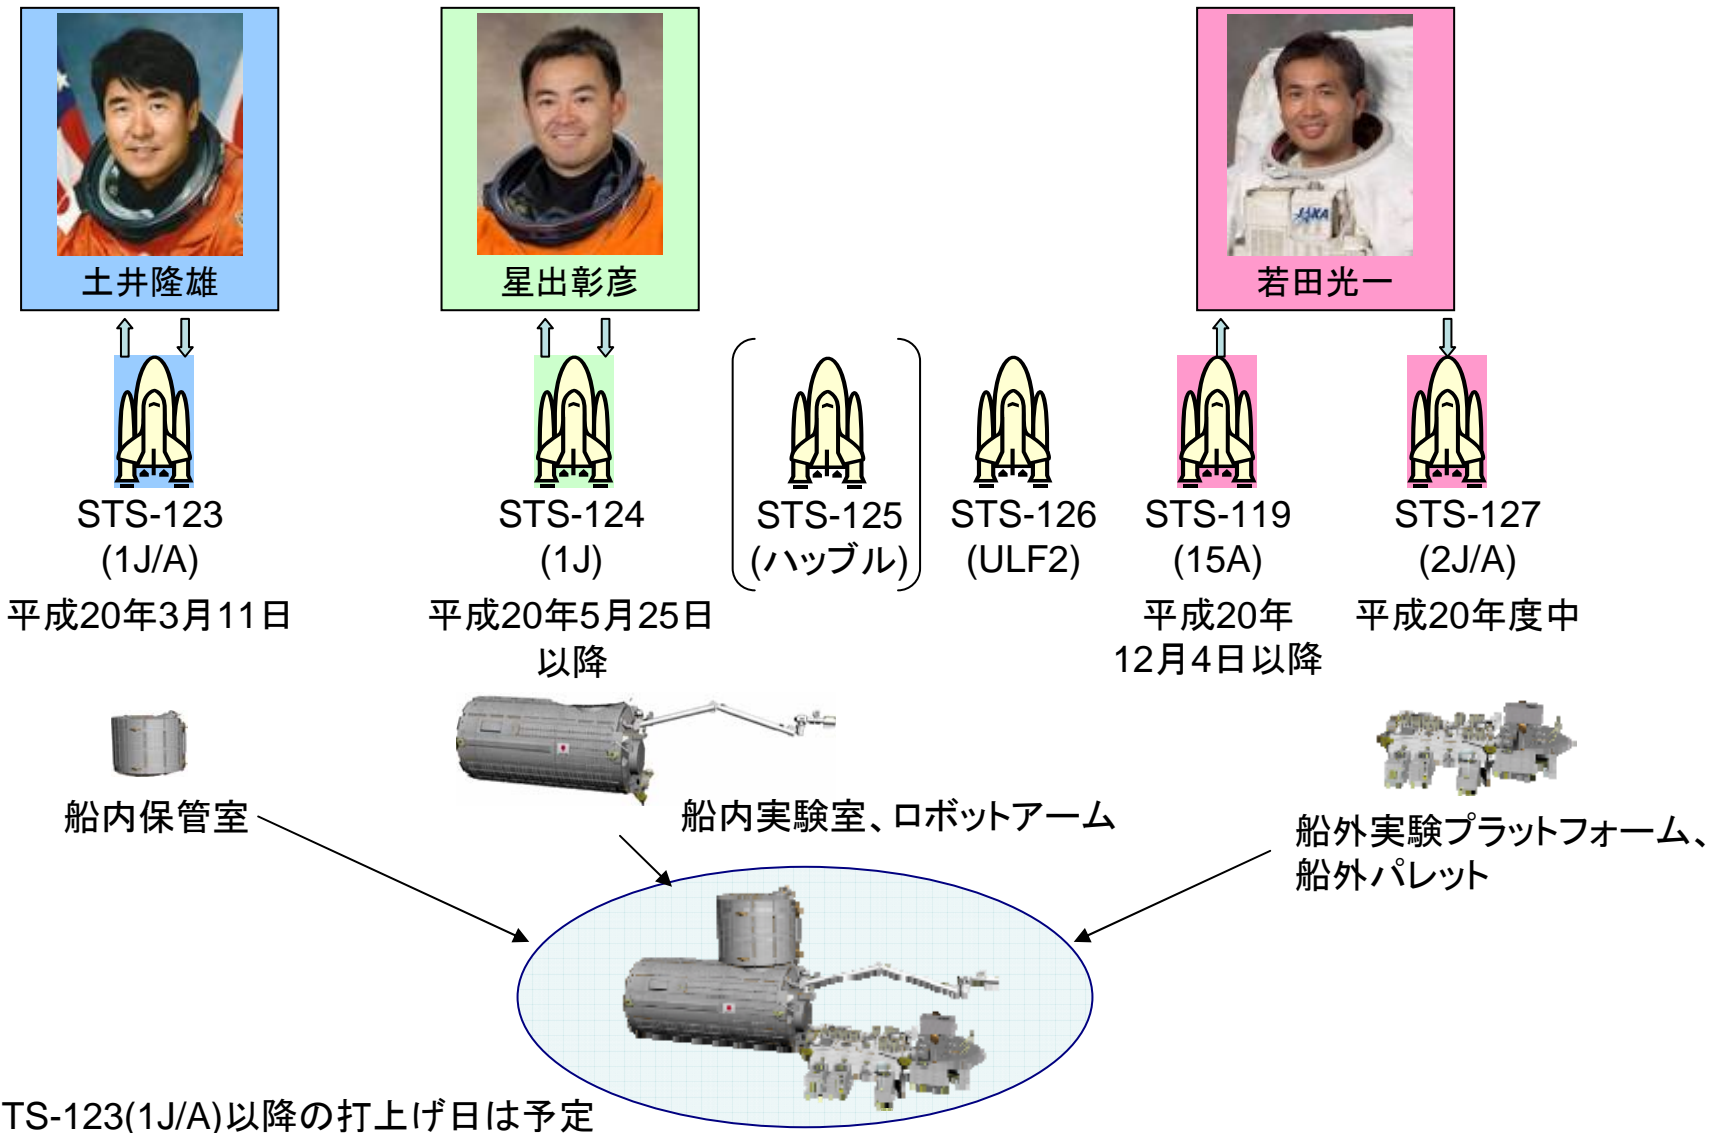 土井隆雄
星出彰彦
若田光一
JAXA
STS-123
(1J/A)
平成20年3月11日
STS-124
(1J)
平成20年5月25日
以降
STS-125
(ハッブル)
STS-126
(ULF2)
STS-119
(15A)
平成20年
12月4日以降
STS-127
(2J/A)
平成20年度中
船内保管室
船内実験室、ロボットアーム
船外実験プラットフォーム、
船外パレット
TS-123(1J/A)以降の打上げ日は予定